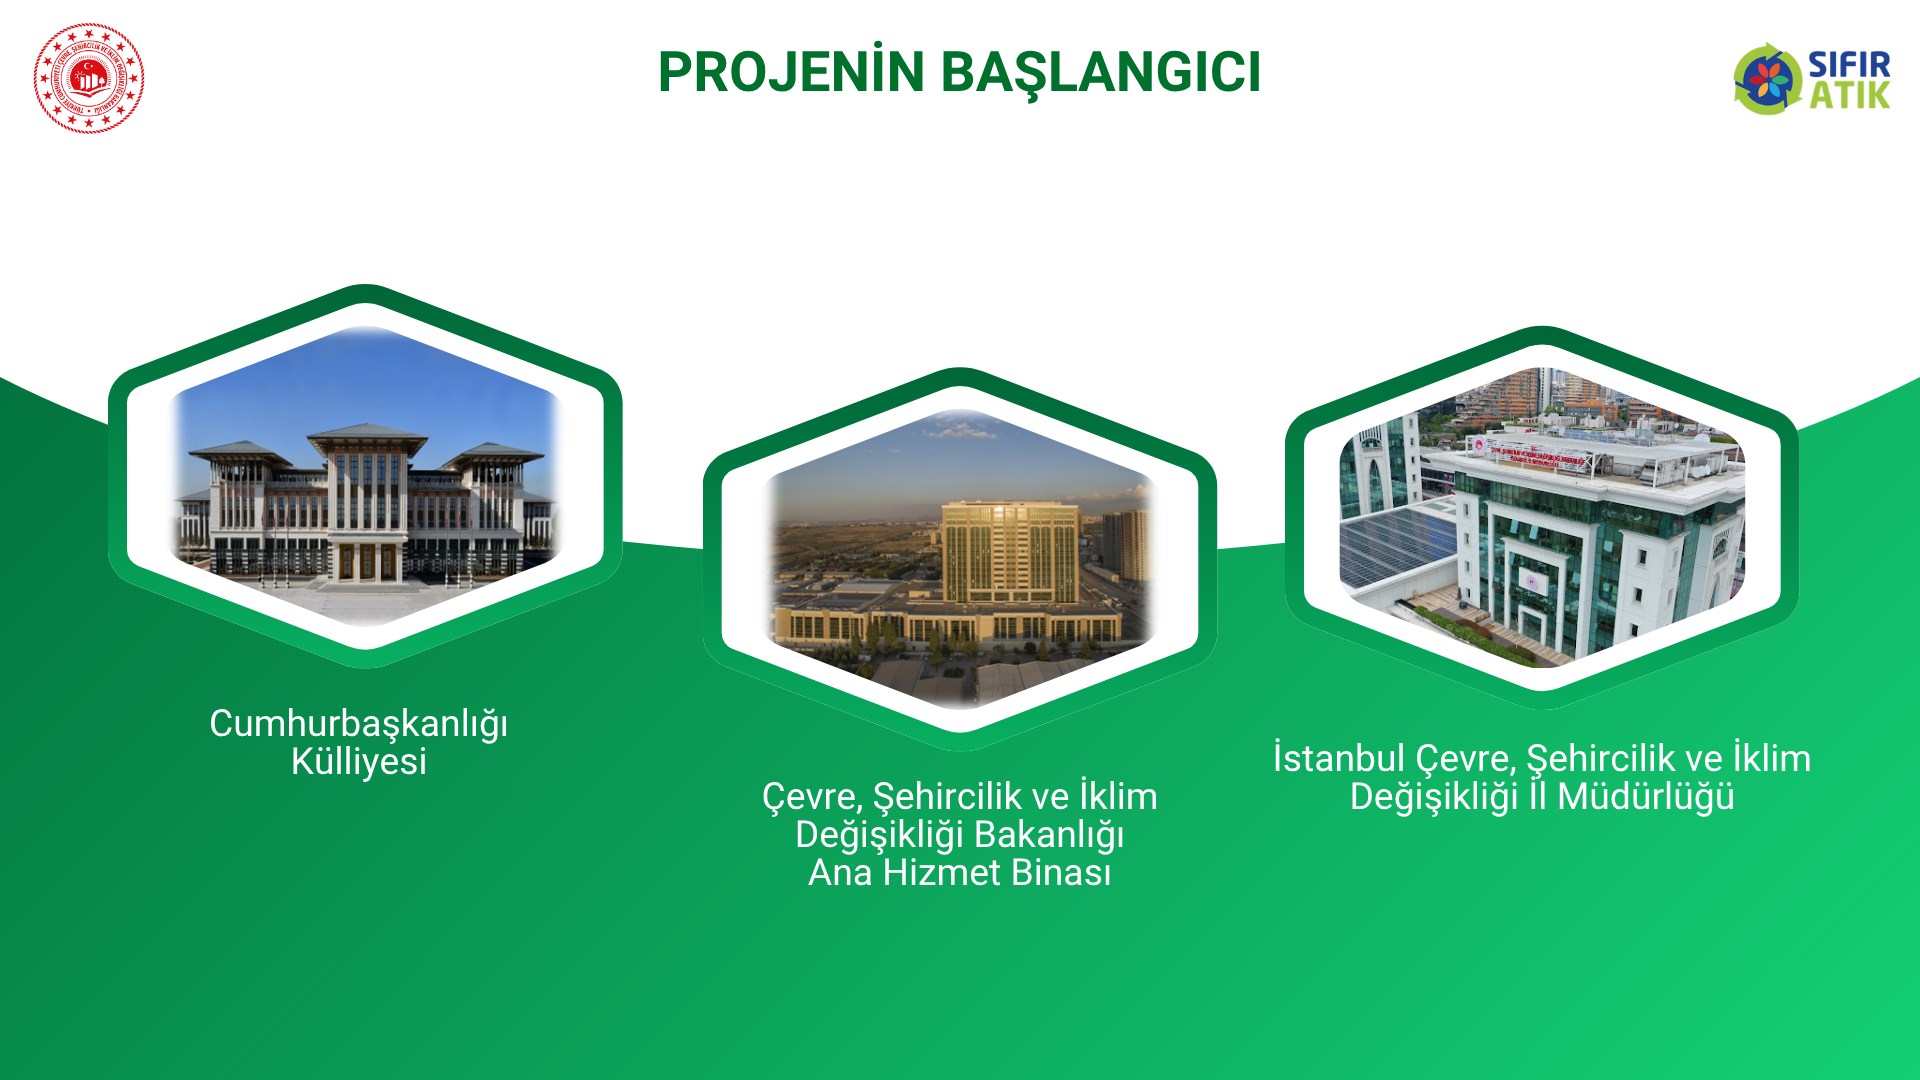 PROJENİN BAŞLANGICI
SIFIR
ATIK
Cumhurbaşkanlığı
Külliyesi
Çevre, Şehircilik ve İklim
Değişikliği Bakanlığı
Ana Hizmet Binası
İstanbul Çevre, Şehircilik ve İklim
Değişikliği İl Müdürlüğü